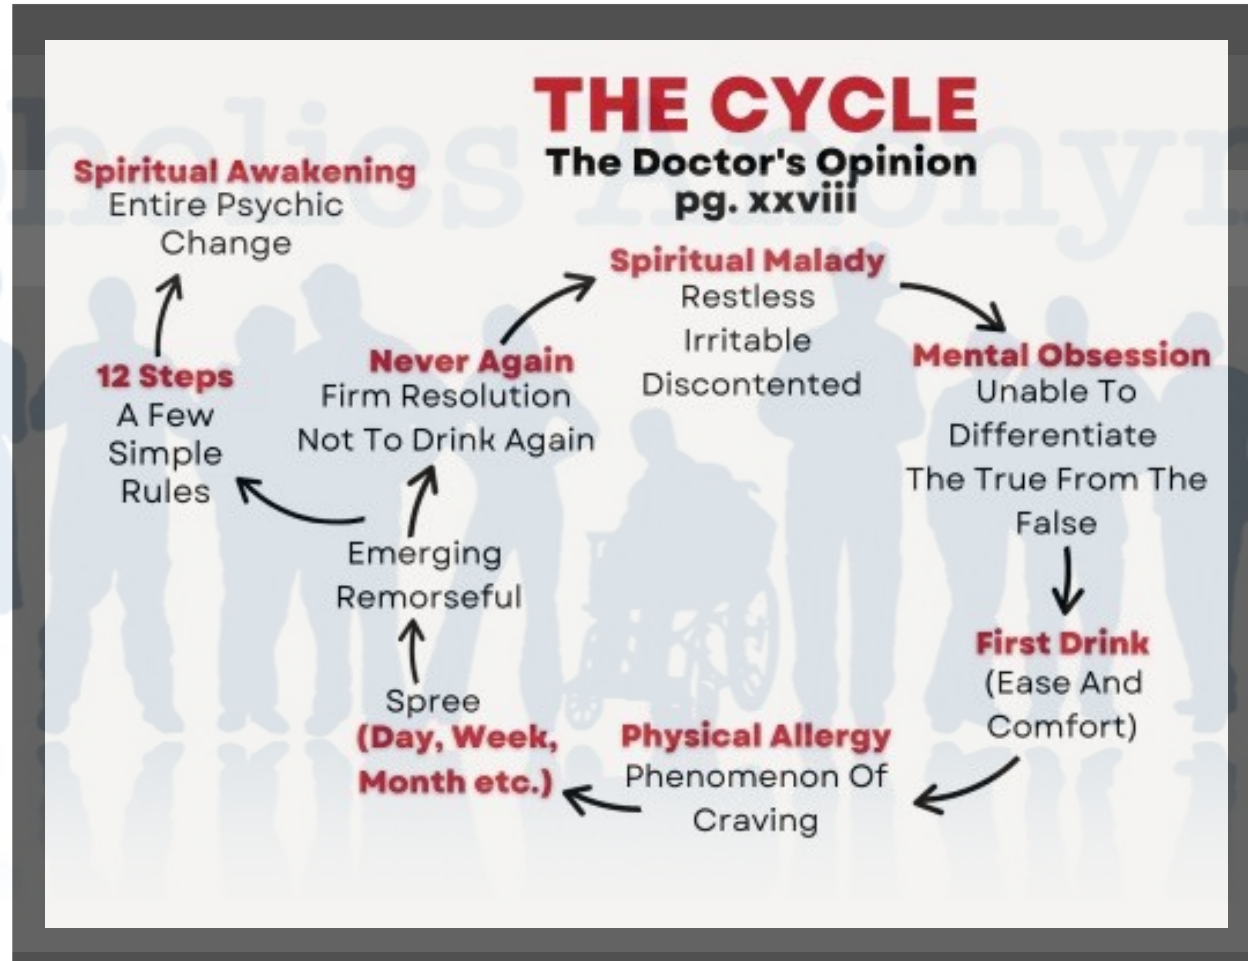 THE CYCLE
The Doctor's Opinion
pg. xxviii
Spiritual Awakening
Entire Psychic
Change
12 Steps
A Few
Simple
Rules
Never Again
Firm Resolution
Not To Drink Again
Spiritual Malady
Restless
Irritable
Discontented
Mental Obsession
Unable To
Differentiate
The True From The
False
First Drink
(Ease And
Comfort)
Physical Allergy
Phenomenon Of
Craving
Spree
(Day, Week,
Month etc.)
Emerging
Remorseful